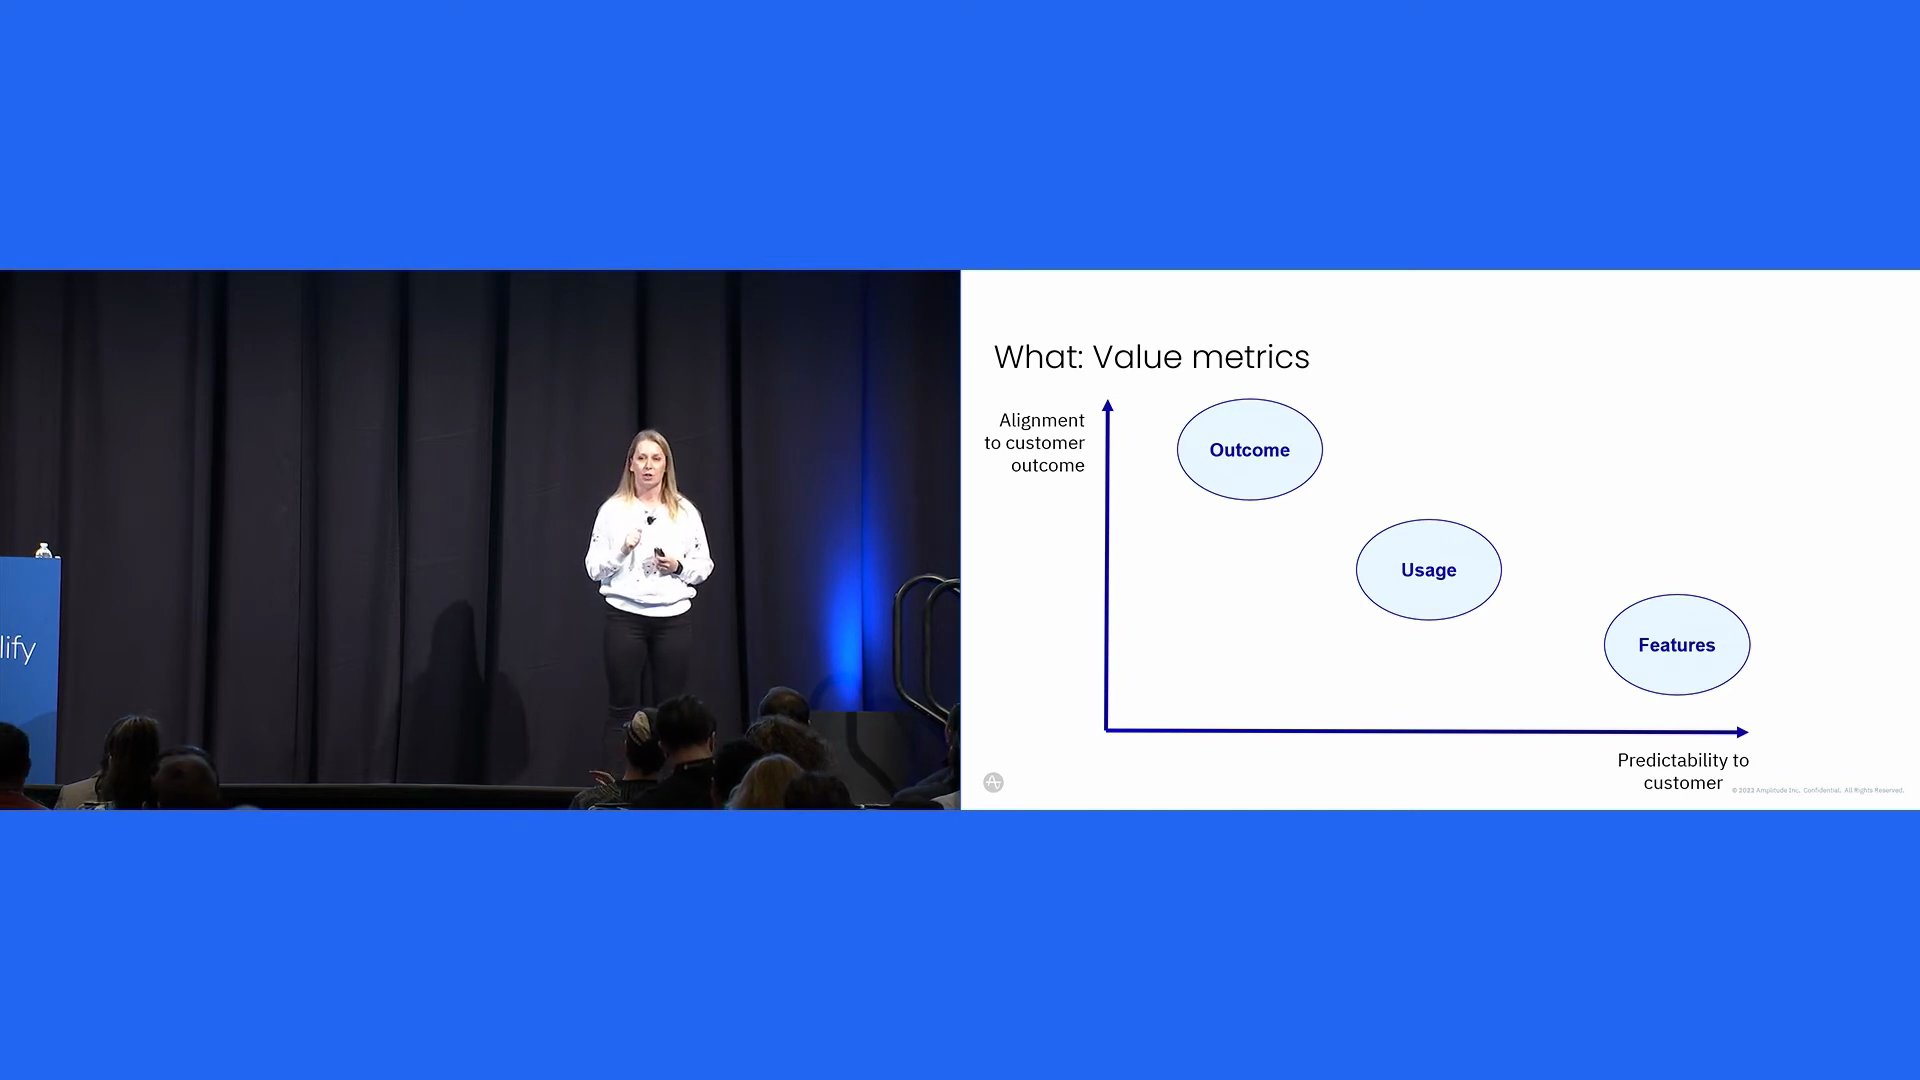 lify
What: Value metrics
Alignment
to customer
outcome
Outcome
Usage
Features
Predictability to
customer
© 2022 Amplitude Inc. Confidential. All Rights Reserved.